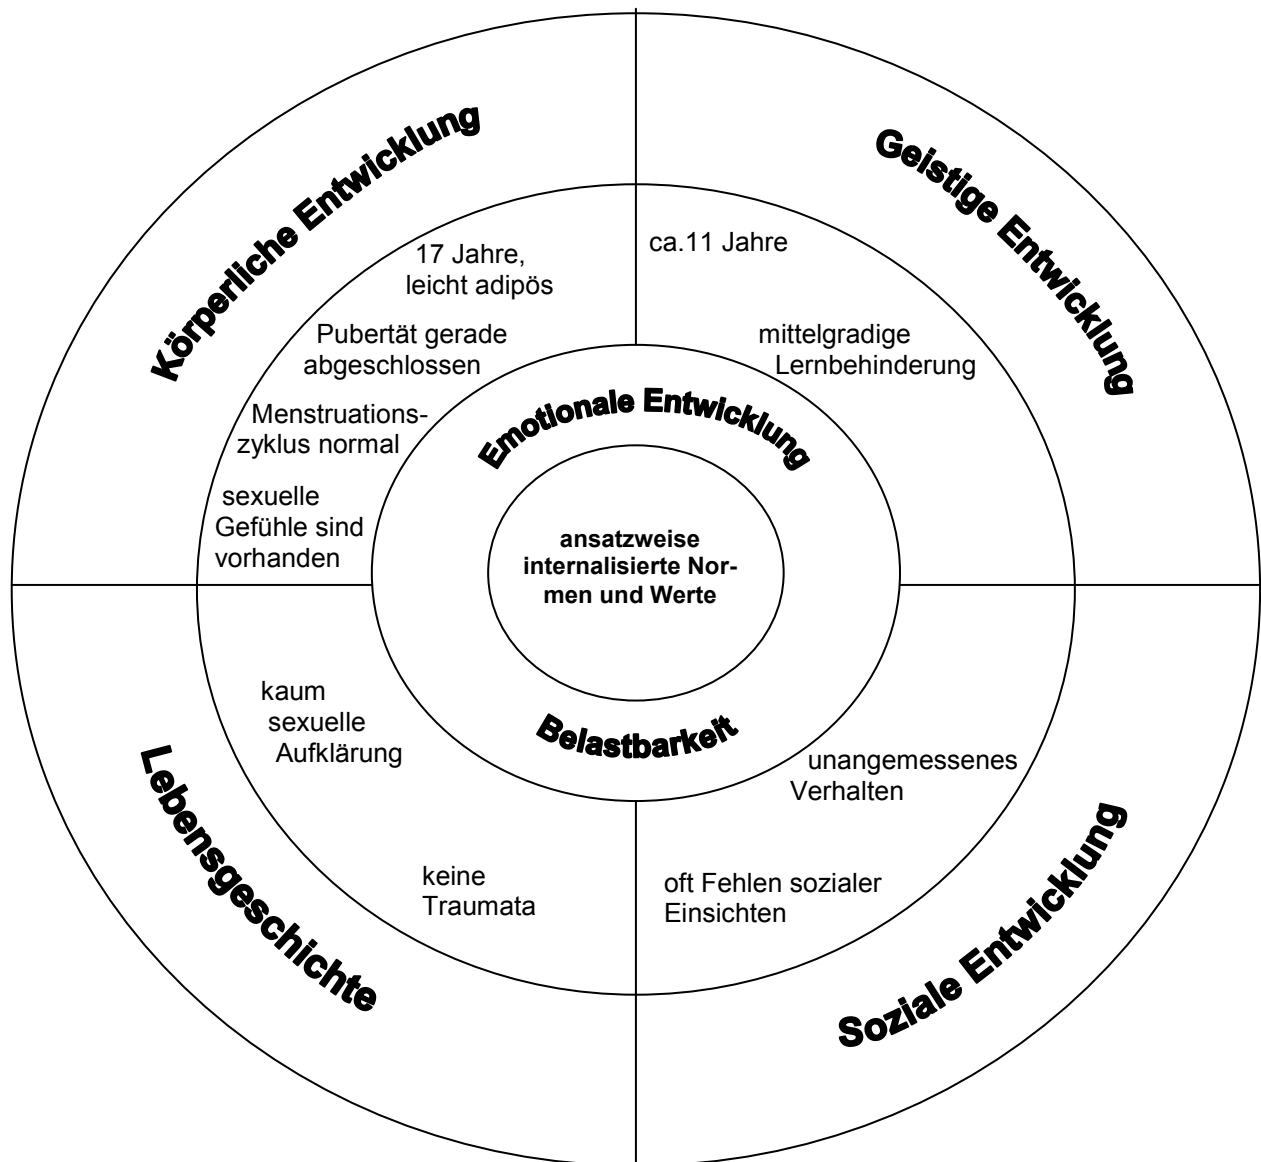 Körperliche Entwicklung
17 Jahre,
leicht adipös
Pubertät gerade
abgeschlossen
Menstruations-
zyklus normal
sexuelle
Gefühle sind
vorhanden
Geistige Entwicklung
ca.11 Jahre
mittelgradige
Lernbehinderung
Emotionale Entwicklung
ansatzweise
internalisierte Nor-
men und Werte
Belastbarkeit
Lebensgeschichte
kaum
sexuelle
Aufklärung
keine
Traumata
Soziale Entwicklung
unangemessenes
Verhalten
oft Fehlen sozialer
Einsichten